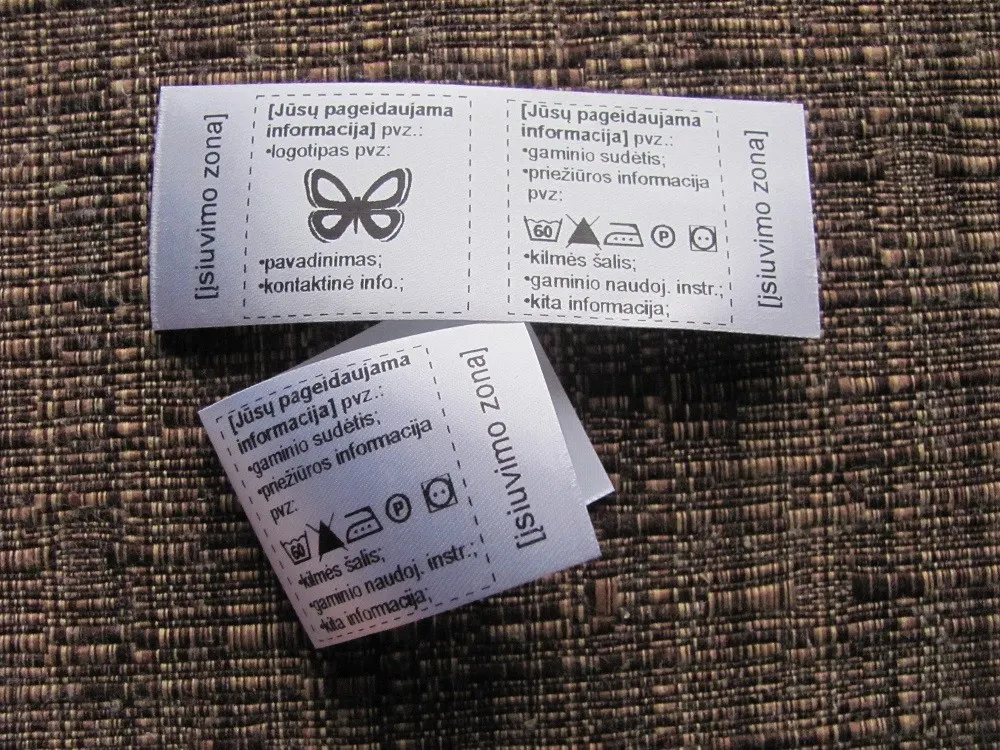 [Įsiuvimo zona]
[Jūsų pageidaujama
informacija] pvz.:
•logotipas pvz:
•pavadinimas;
•kontaktinė info.;
[Jūsų pageidaujama
informacija] pvz.:
•gaminio sudėtis;
•priežiūros informacija
pvz:
60 P
•kilmės šalis;
•gaminio naudoj. instr.;
•kita informacija;
[įsiuvimo zona]
[Jūsų pageidaujama
informacija] pvz.:
•gaminio sudėtis;
•priežiūros informacija
pvz:
60 P
•kilmės šalis;
•gaminio naudoj. instr.;
•kita informacija;
[įsiuvimo zona]